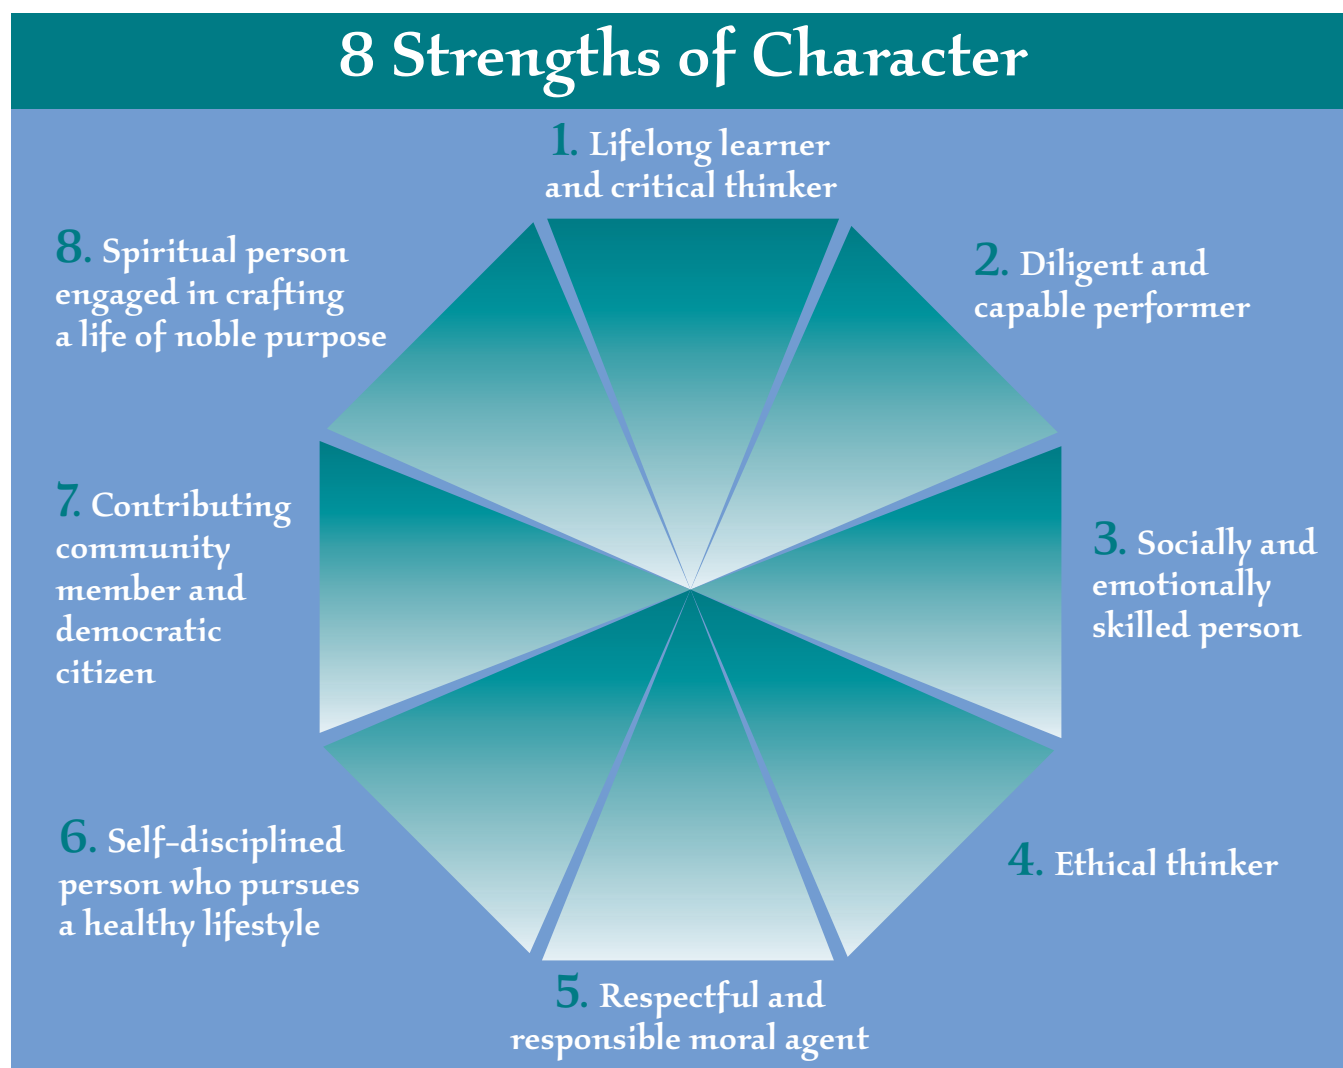 8 Strengths of Character
1. Lifelong learner
and critical thinker
2. Diligent and
capable performer
3. Socially and
emotionally
skilled person
4. Ethical thinker
5. Respectful and
responsible moral agent
6. Self-disciplined
person who pursues
a healthy lifestyle
7. Contributing
community
member and
democratic
citizen
8. Spiritual person
engaged in crafting
a life of noble purpose